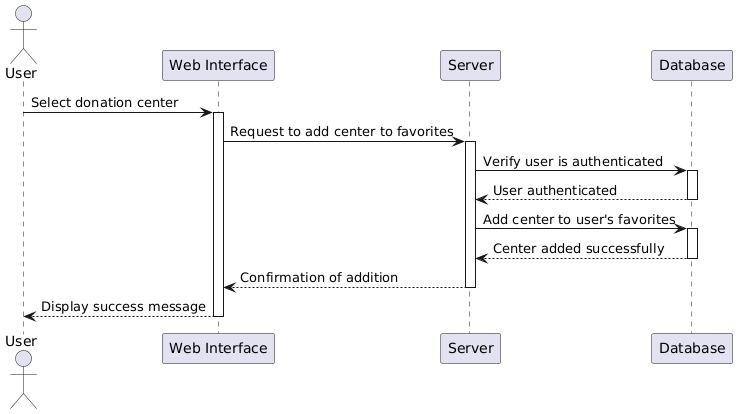 User
Web Interface
Server
Database
Select donation center
Request to add center to favorites
Verify user is authenticated
User authenticated
Add center to user's favorites
Center added successfully
Confirmation of addition
Display success message
User
Web Interface
Server
Database